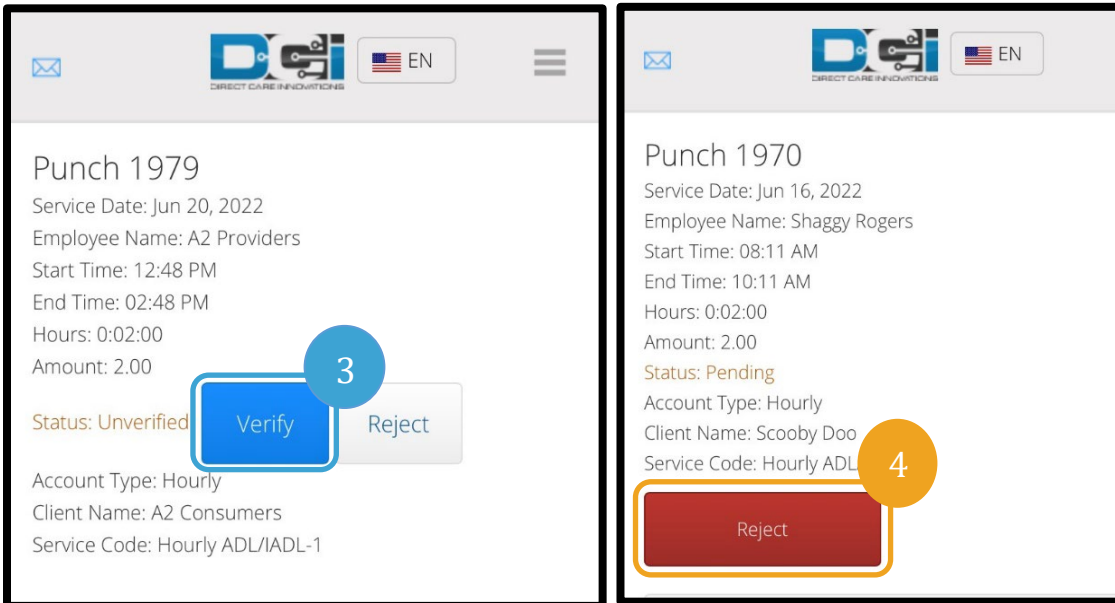 DCi
DIRECT CARE INNOVATIONS
EN
Punch 1979
Service Date: Jun 20, 2022
Employee Name: A2 Providers
Start Time: 12:48 PM
End Time: 02:48 PM
Hours: 0:02:00
Amount: 2.00
3
Status: Unverified Verify Reject
Account Type: Hourly
Client Name: A2 Consumers
Service Code: Hourly ADL/IADL-1
DCi
DIRECT CARE INNOVATIONS
EN
Punch 1970
Service Date: Jun 16, 2022
Employee Name: Shaggy Rogers
Start Time: 08:11 AM
End Time: 10:11 AM
Hours: 0:02:00
Amount: 2.00
Status: Pending
Account Type: Hourly
Client Name: Scooby Doo
Service Code: Hourly ADL
4
Reject